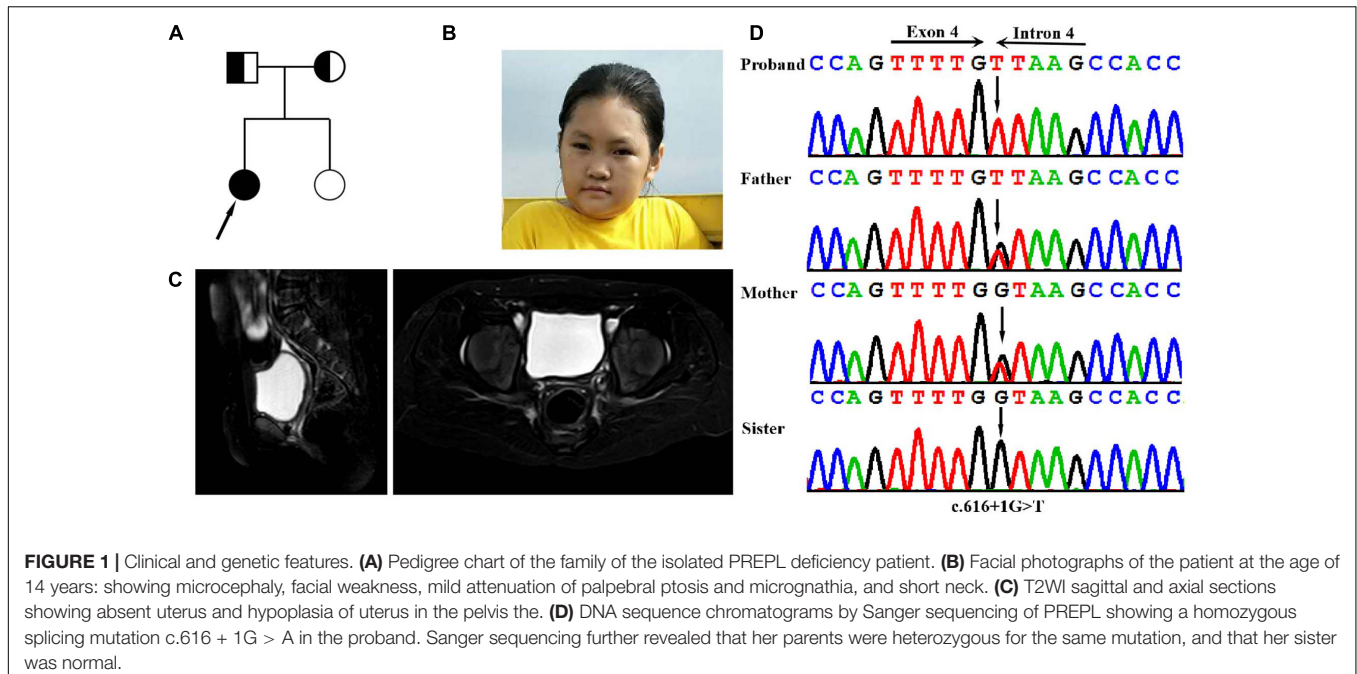 A
B
D
Exon 4 Intron 4
Proband C C A G T T T T G T T A A G C C A C C
Father C C A G T T T T G T T A A G C C A C C
C
Mother C C A G T T T T G G T A A G C C A C C
C C A G T T T T G G T A A G C C A C C
Sister
c.616+1G>T
FIGURE 1 | Clinical and genetic features. (A) Pedigree chart of the family of the isolated PREPL deficiency patient. (B) Facial photographs of the patient at the age of
14 years: showing microcephaly, facial weakness, mild attenuation of palpebral ptosis and micrognathia, and short neck. (C) T2WI sagittal and axial sections
showing absent uterus and hypoplasia of uterus in the pelvis the. (D) DNA sequence chromatograms by Sanger sequencing of PREPL showing a homozygous
splicing mutation c.616 + 1G > A in the proband. Sanger sequencing further revealed that her parents were heterozygous for the same mutation, and that her sister
was normal.